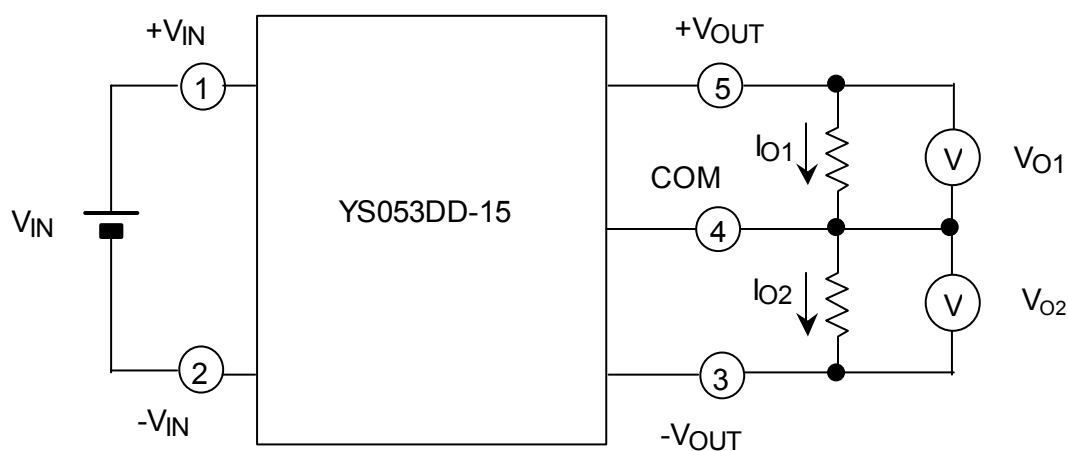 +VIN
1
+VOUT
5
IO1
V
VO1
COM
YS053DD-15
4
VIN
IO2
V
VO2
2
-VIN
3
-VOUT